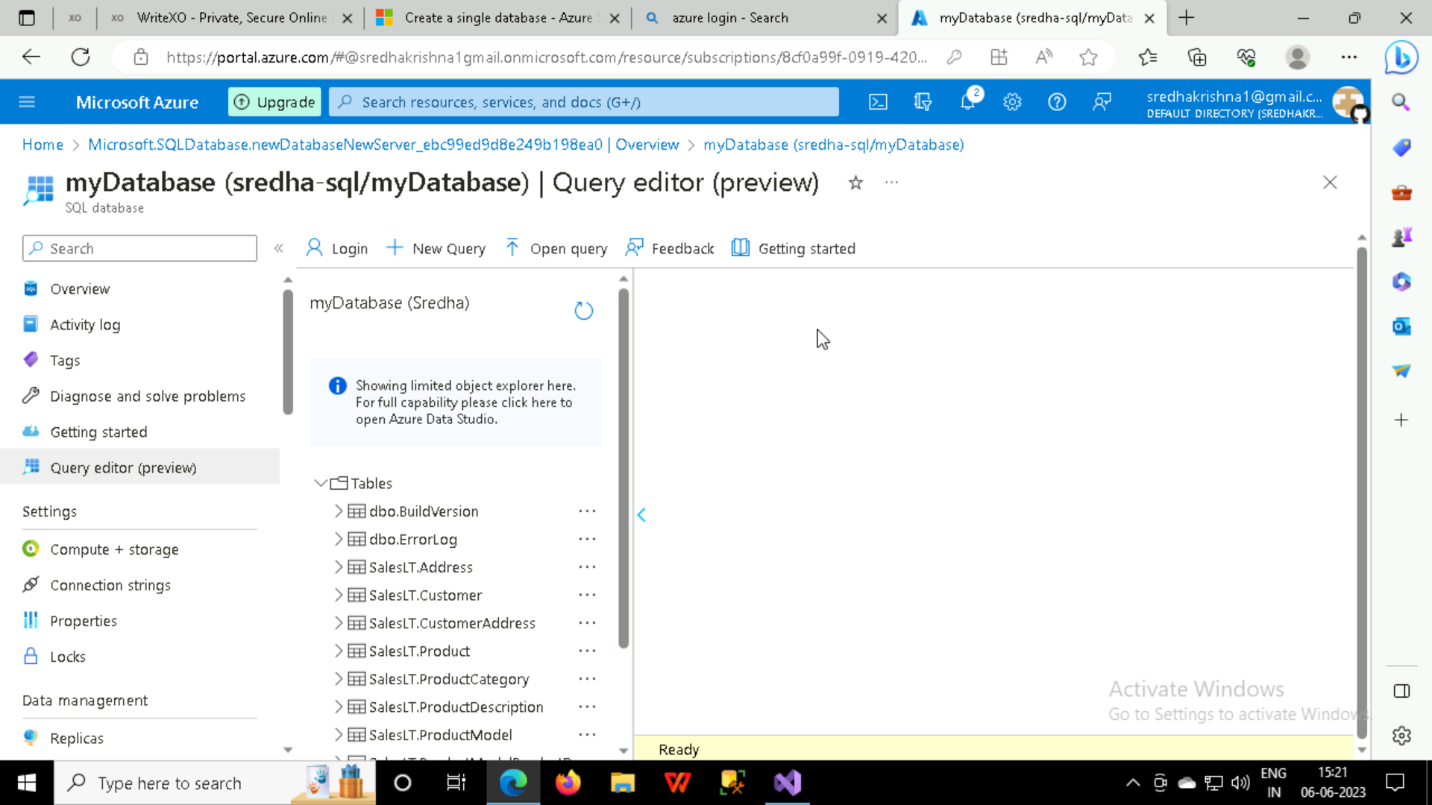 XO
XO WriteXO - Private, Secure Online
Create a single database - Azure
azure login - Search
myDatabase (sredha-sql/myData
https://portal.azure.com/#@sredhakrishna1gmail.onmicrosoft.com/resource/subscriptions/8cf0a99f-0919-420...
Microsoft Azure
Upgrade
Search resources, services, and docs (G+/)
2
sredhakrishna1@gmail.c...
DEFAULT DIRECTORY (SREDHAKR...
Home > Microsoft.SQLDatabase.newDatabaseNewServer_ebc99ed9d8e249b198ea0 | Overview > myDatabase (sredha-sql/myDatabase)
myDatabase (sredha-sql/myDatabase) | Query editor (preview)
SQL database
Search
Login
New Query
Open query
Feedback
Getting started
Overview
Activity log
Tags
Diagnose and solve problems
Getting started
Query editor (preview)
Settings
Compute + storage
Connection strings
Properties
Locks
Data management
Replicas
myDatabase (Sredha)
Showing limited object explorer here.
For full capability please click here to
open Azure Data Studio.
Tables
dbo.BuildVersion
dbo.ErrorLog
SalesLT.Address
SalesLT.Customer
SalesLT.CustomerAddress
SalesLT.Product
SalesLT.ProductCategory
SalesLT.ProductDescription
SalesLT.ProductModel
Activate Windows
Go to Settings to activate Windows.
Ready
Type here to search
ENG
IN
15:21
06-06-2023